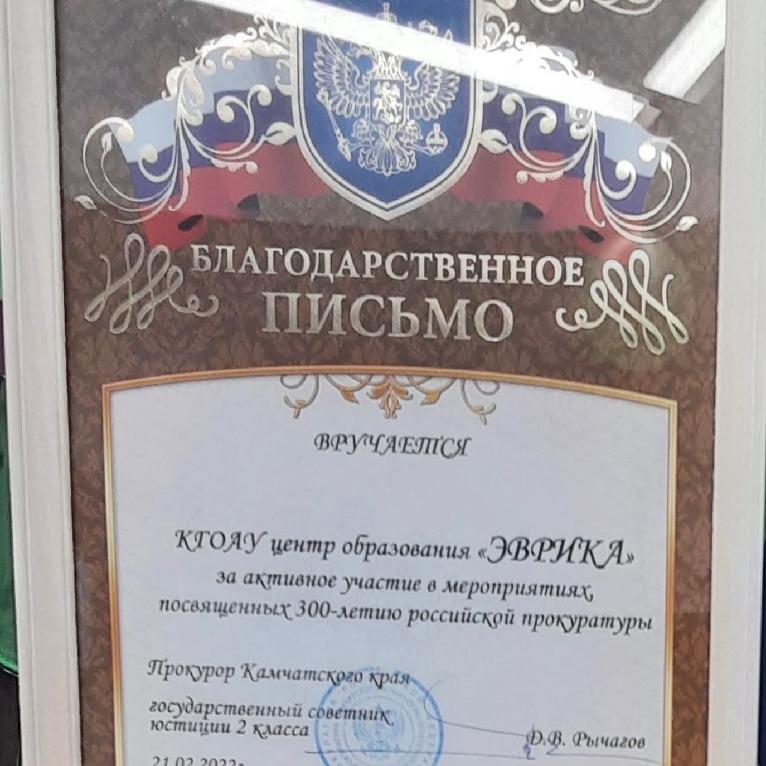 БЛАГОДАРСТВЕННОЕ
ПИСЬМО
ВРУЧАЕТСЯ
КГОАУ центр образования «ЭВРИКА»
за активное участие в мероприятиях,
посвященных 300-летию российской прокуратуры
Прокурор Камчатского края
государственный советник
юстиции 2 класса
Д.В. Рычагов